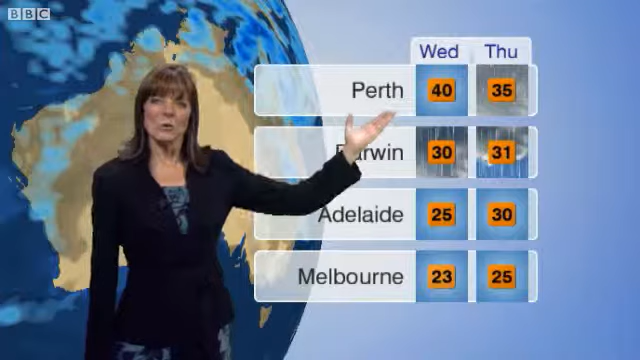 BBC
Wed Thu
Perth 40 35
arwin 30 31
Adelaide 25 30
Melbourne 23 25